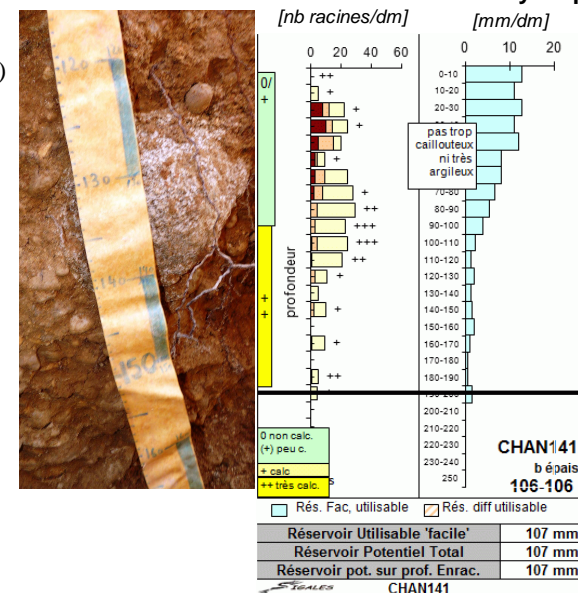 [nb racines/dm]
[mm/dm]
0 20 40 60
0 10 20
120
130
140
150
0/
+
+
+
profondeur
++
+
+
+
+
+
++
+++
+++
++
+
+
+
++
pas trop
caillouteux
ni très
argileux
0-10
10-20
20-30
70-80
80-90
90-100
100-110
110-120
120-130
130-140
140-150
150-160
160-170
170-180
180-190
200-210
210-220
220-230
230-240
250
0 non calc.
(+) peu c.
+ calc
++ très calc.
CHAN141
b épais
106-106
Rés. Fac, utilisable
Rés. diff utilisable
Réservoir Utilisable 'facile' 107 mm
Réservoir Potentiel Total 107 mm
Réservoir pot. sur prof. Enrac. 107 mm
SIGALES CHAN141